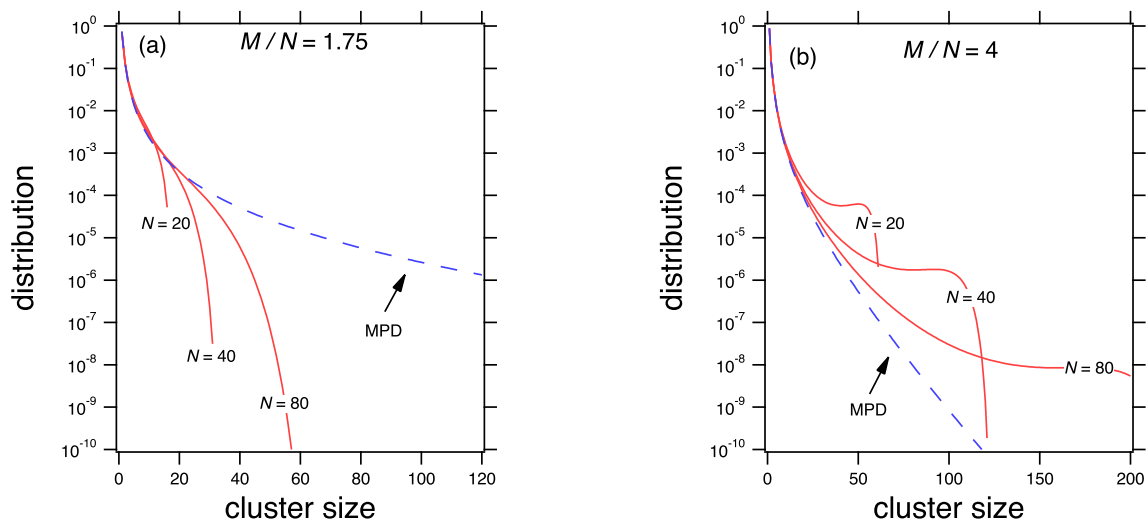 (a)
M / N = 1.75
10^0
10^-1
10^-2
10^-3
10^-4
10^-5
10^-6
10^-7
10^-8
10^-9
10^-10
distribution
N = 20
N = 40
N = 80
MPD
0 20 40 60 80 100 120
cluster size
(b)
M / N = 4
10^0
10^-1
10^-2
10^-3
10^-4
10^-5
10^-6
10^-7
10^-8
10^-9
10^-10
distribution
N = 20
N = 40
N = 80
MPD
0 50 100 150 200
cluster size